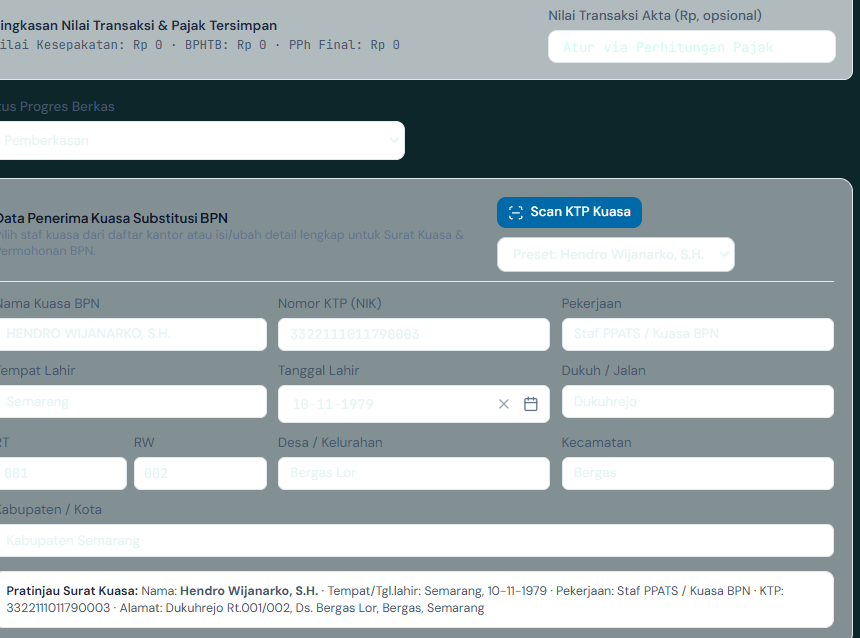 ingkasan Nilai Transaksi & Pajak Tersimpan
Nilai Transaksi Akta (Rp, opsional)
ilai Kesepakatan: Rp 0 · BPHTB: Rp 0 · PPh Final: Rp 0
Atur via Perhitungan Pajak
tus Progres Berkas
Pemberkasan
Data Penerima Kuasa Substitusi BPN
Scan KTP Kuasa
Pilih staf kuasa dari daftar kantor atau isi/ubah detail lengkap untuk Surat Kuasa &
Permohonan BPN.
Preset: Hendro Wijanarko, S.H.
Nama Kuasa BPN
Nomor KTP (NIK)
Pekerjaan
HENDRO WIJANARKO, S.H.
3322111011790003
Staf PPATS / Kuasa BPN
Tempat Lahir
Tanggal Lahir
Dukuh / Jalan
Semarang
10-11-1979
Dukuhrejo
RT
RW
Desa / Kelurahan
Kecamatan
001
002
Bergas Lor
Bergas
Kabupaten / Kota
Kabupaten Semarang
Pratinjau Surat Kuasa: Nama: Hendro Wijanarko, S.H. · Tempat/Tgl.lahir: Semarang, 10-11-1979 · Pekerjaan: Staf PPATS / Kuasa BPN · KTP:
3322111011790003 · Alamat: Dukuhrejo Rt.001/002, Ds. Bergas Lor, Bergas, Semarang